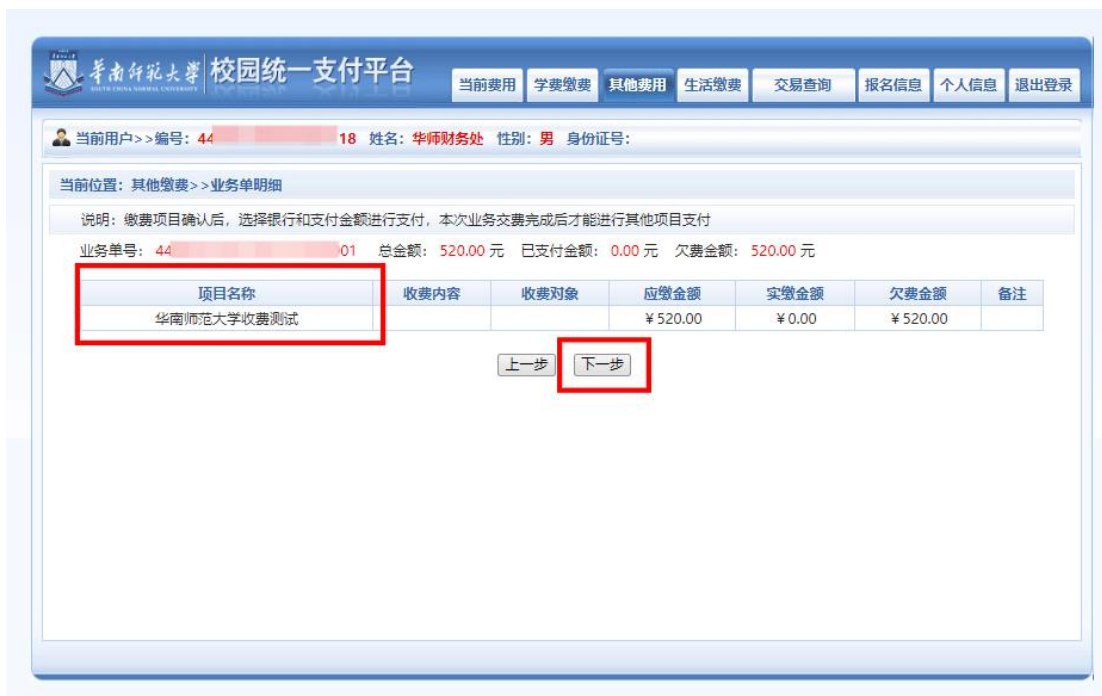 华南师范大学 校园统一支付平台
SOUTH CHINA NORMAL UNIVERSITY
当前费用 学费缴费 其他费用 生活缴费 交易查询 报名信息 个人信息 退出登录
当前用户>>编号: 44 18 姓名: 华师财务处 性别: 男 身份证号:
当前位置: 其他缴费>>业务单明细
说明: 缴费项目确认后, 选择银行和支付金额进行支付, 本次业务交费完成后才能进行其他项目支付
业务单号: 44 01 总金额: 520.00 元 已支付金额: 0.00 元 欠费金额: 520.00 元
项目名称 收费内容 收费对象 应缴金额 实缴金额 欠费金额 备注
华南师范大学收费测试 ¥520.00 ¥0.00 ¥520.00
上一步 下一步